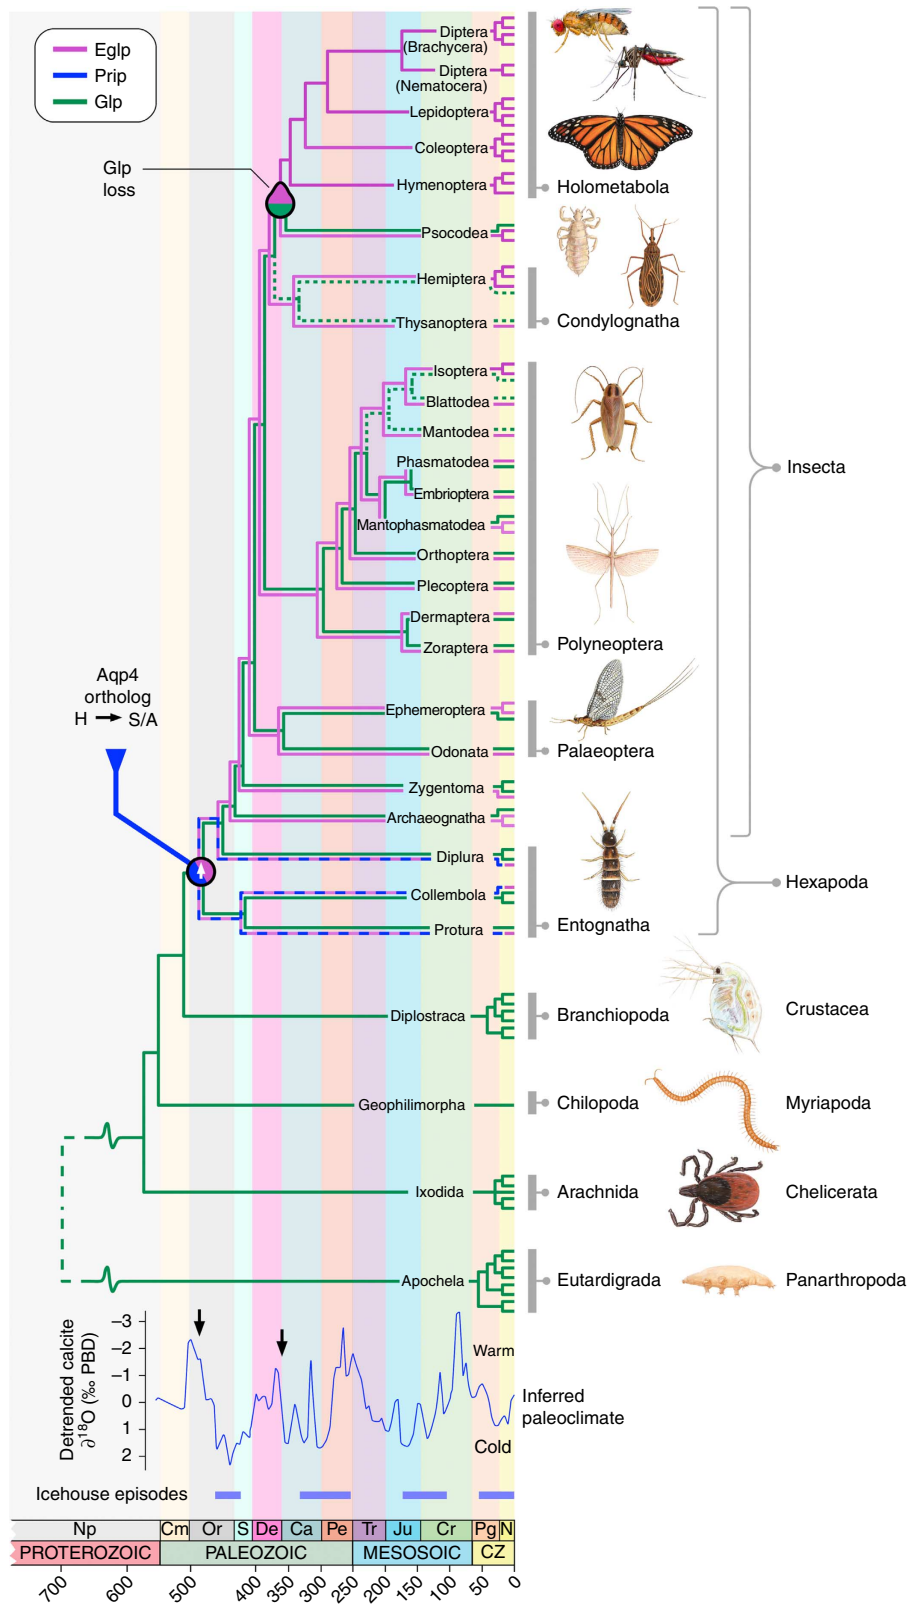 Eglp
Prip
Glp
Diptera
(Brachycera)
Diptera
(Nematocera)
Lepidoptera
Coleoptera
Glp
loss
Hymenoptera
Holometabola
Psocodea
Hemiptera
Thysanoptera
Condylognatha
Isoptera
Blattodea
Mantodea
Phasmatodea
Insecta
Embrioptera
Mantophasmatodea
Orthoptera
Plecoptera
Dermaptera
Zoraptera
Polyneoptera
Aqp4
ortholog
H → S/A
Ephemeroptera
Odonata
Palaeoptera
Zygentoma
Archaeognatha
Diplura
Hexapoda
Collembola
Protura
Entognatha
Diplostraca
Branchiopoda
Crustacea
Geophilimorpha
Chilopoda
Myriapoda
Ixodida
Arachnida
Chelicerata
Apochela
Eutardigrada
Panarthropoda
Detrended calcite
∂18O (‰ PBD)
–3
–2
–1
0
1
2
Warm
Cold
Inferred
paleoclimate
Icehouse episodes
Np Cm Or S De Ca Pe Tr Ju Cr Pg N
PROTEROZOIC PALEOZOIC MESOSOIC CZ
700 600 500 400 350 300 250 200 150 100 50 0